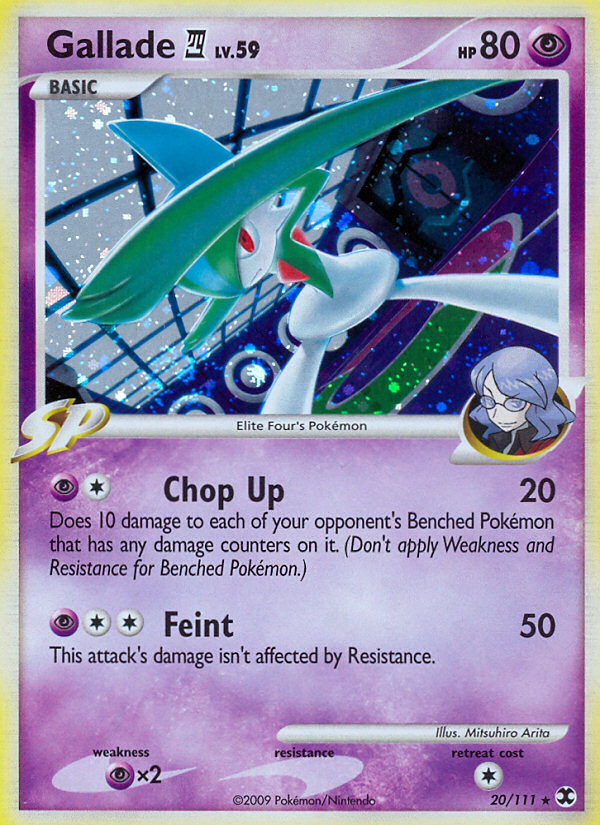 Gallade LV.59 HP 80
BASIC
SP
Elite Four's Pokémon
Chop Up 20
Does 10 damage to each of your opponent's Benched Pokémon
that has any damage counters on it. (Don't apply Weakness and
Resistance for Benched Pokémon.)
Feint 50
This attack's damage isn't affected by Resistance.
Illus. Mitsuhiro Arita
weakness resistance retreat cost
×2
©2009 Pokémon/Nintendo 20/111 ★